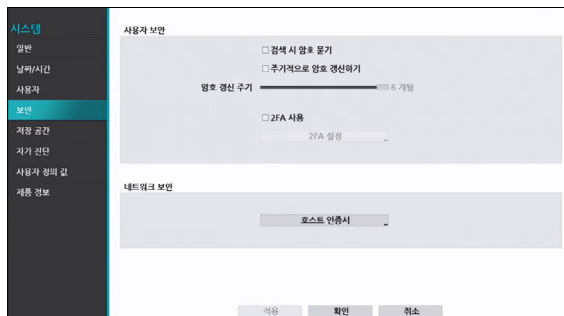 시스템
일반
날짜/시간
사용자
보안
저장 공간
자가 진단
사용자 정의 값
제품 정보
사용자 보안
검색 시 암호 묻기
주기적으로 암호 갱신하기
암호 갱신 주기 6 개월
2FA 사용
2FA 설정
네트워크 보안
호스트 인증서
적용 확인 취소